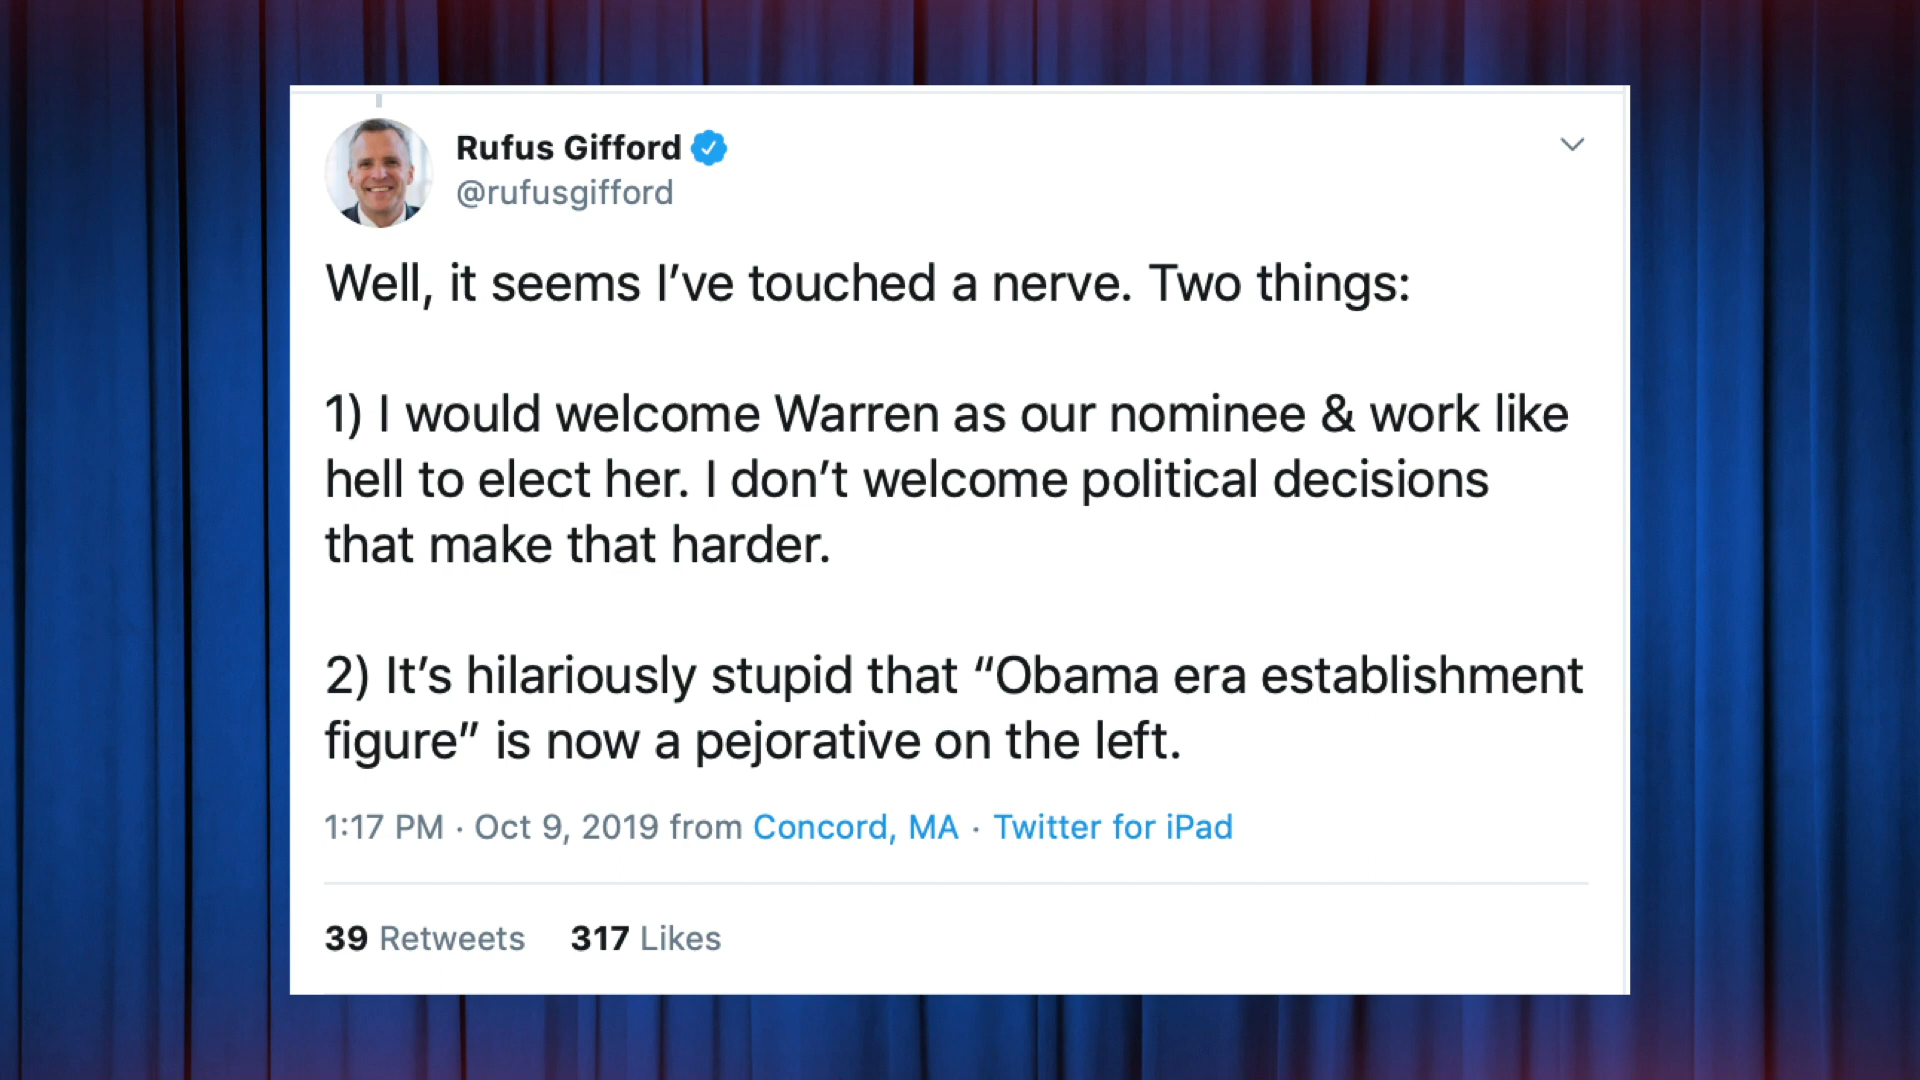 Rufus Gifford
@rufusgifford
Well, it seems I’ve touched a nerve. Two things:
1) I would welcome Warren as our nominee & work like
hell to elect her. I don’t welcome political decisions
that make that harder.
2) It’s hilariously stupid that “Obama era establishment
figure” is now a pejorative on the left.
1:17 PM · Oct 9, 2019 from Concord, MA · Twitter for iPad
39 Retweets 317 Likes